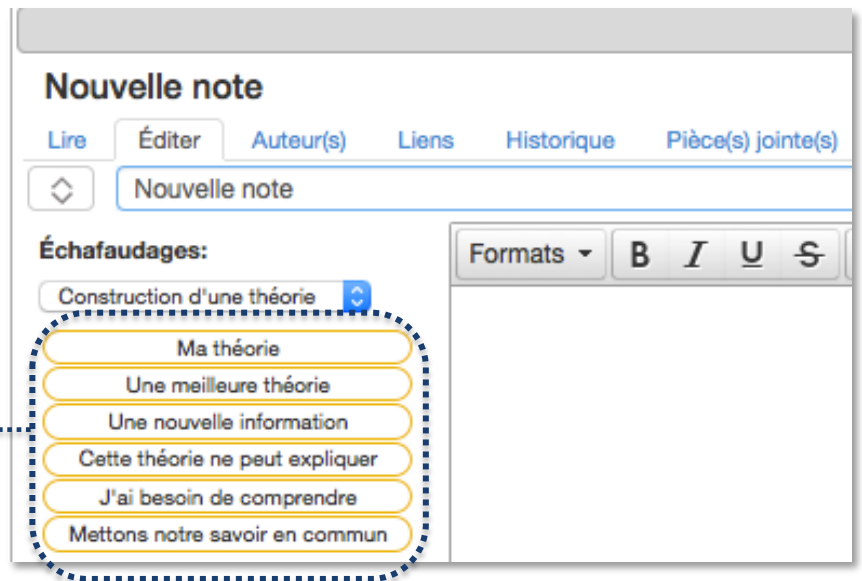 Nouvelle note
Lire Éditer Auteur(s) Liens Historique Pièce(s) jointe(s)
Nouvelle note
Échafaudages:
Formats B I U S
Construction d'une théorie
Ma théorie
Une meilleure théorie
Une nouvelle information
Cette théorie ne peut expliquer
J'ai besoin de comprendre
Mettons notre savoir en commun